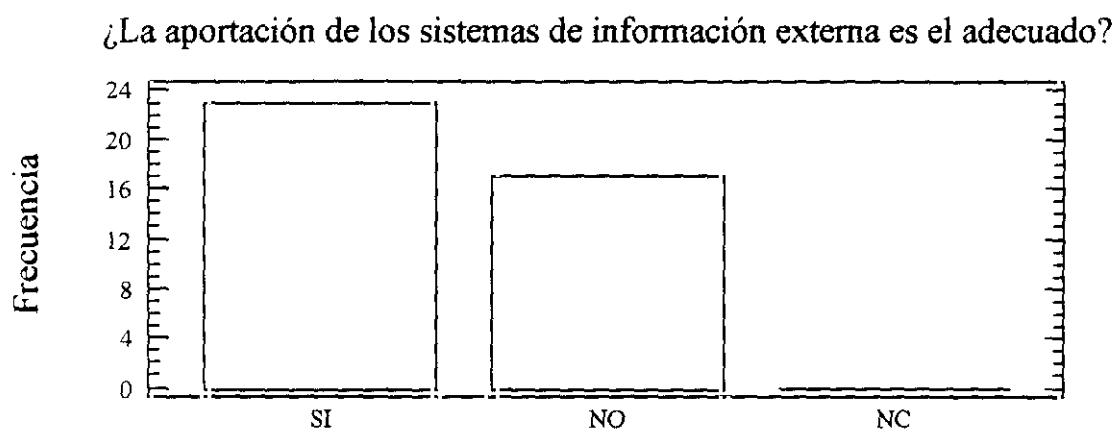 ¿La aportación de los sistemas de información externa es el adecuado?
Frecuencia
24
20
16
12
8
4
0
SI NO NC